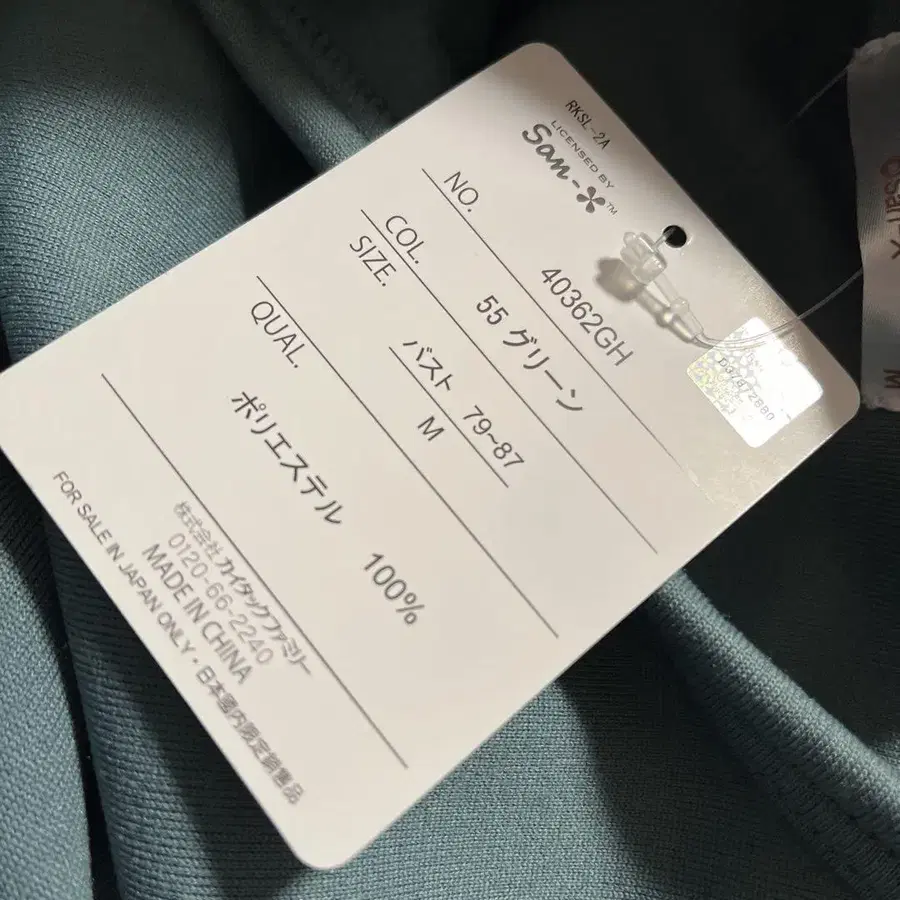 RKSL-2A
LICENSED BY
San-X™
NO. 40362GH
COL. 55 グリーン
SIZE. バスト 79~87
M
QUAL.
ポリエステル 100%
株式会社 カイタックファミリー
0120-66-2240
MADE IN CHINA
FOR SALE IN JAPAN ONLY・日本国内限定販売品
M